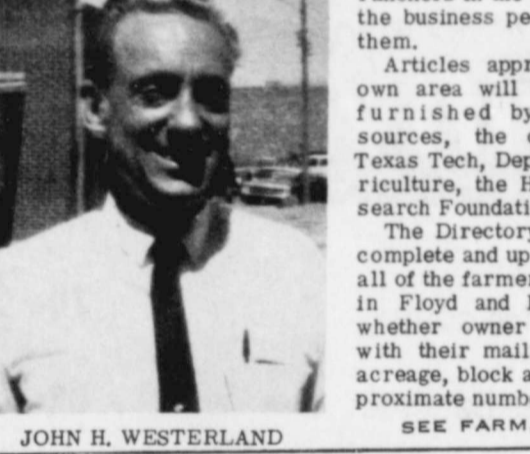 the business pe
them.
Articles appr
own area will
furnished by
sources, the
Texas Tech, Dep
riculture, the H
search Foundati
The Directory
complete and up
all of the farmer
in Floyd and
whether owner
with their mail
acreage, block a
proximate numb
SEE FARM
JOHN H. WESTERLAND